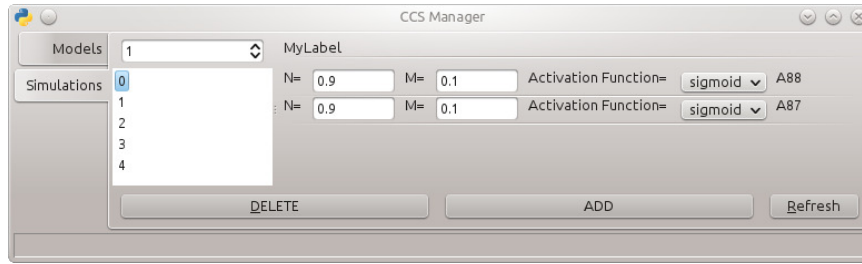 CCS Manager
Models
1
MyLabel
Simulations
0
1
2
3
4
N= 0.9 M= 0.1 Activation Function= sigmoid A88
N= 0.9 M= 0.1 Activation Function= sigmoid A87
DELETE
ADD
Refresh